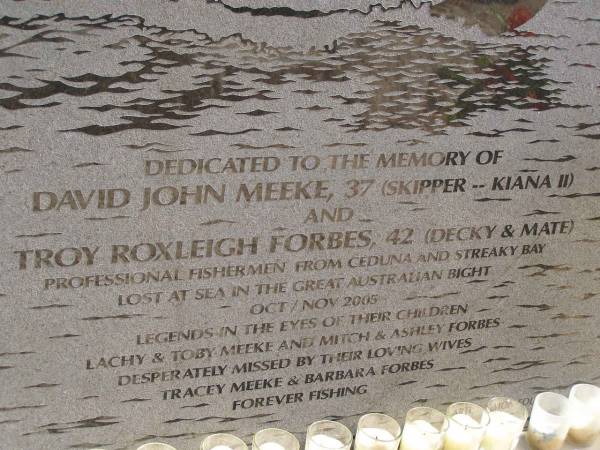 DEDICATED TO THE MEMORY OF
DAVID JOHN MEEKE, 37 (SKIPPER -- KIANA II)
AND
TROY ROXLEIGH FORBES, 42 (DECKY & MATE)
PROFESSIONAL FISHERMEN FROM CEDUNA AND STREAKY BAY
LOST AT SEA IN THE GREAT AUSTRALIAN BIGHT
OCT / NOV 2005
LEGENDS IN THE EYES OF THEIR CHILDREN
LACHY & TOBY MEEKE AND MITCH & ASHLEY FORBES
DESPERATELY MISSED BY THEIR LOVING WIVES
TRACEY MEEKE & BARBARA FORBES
FOREVER FISHING